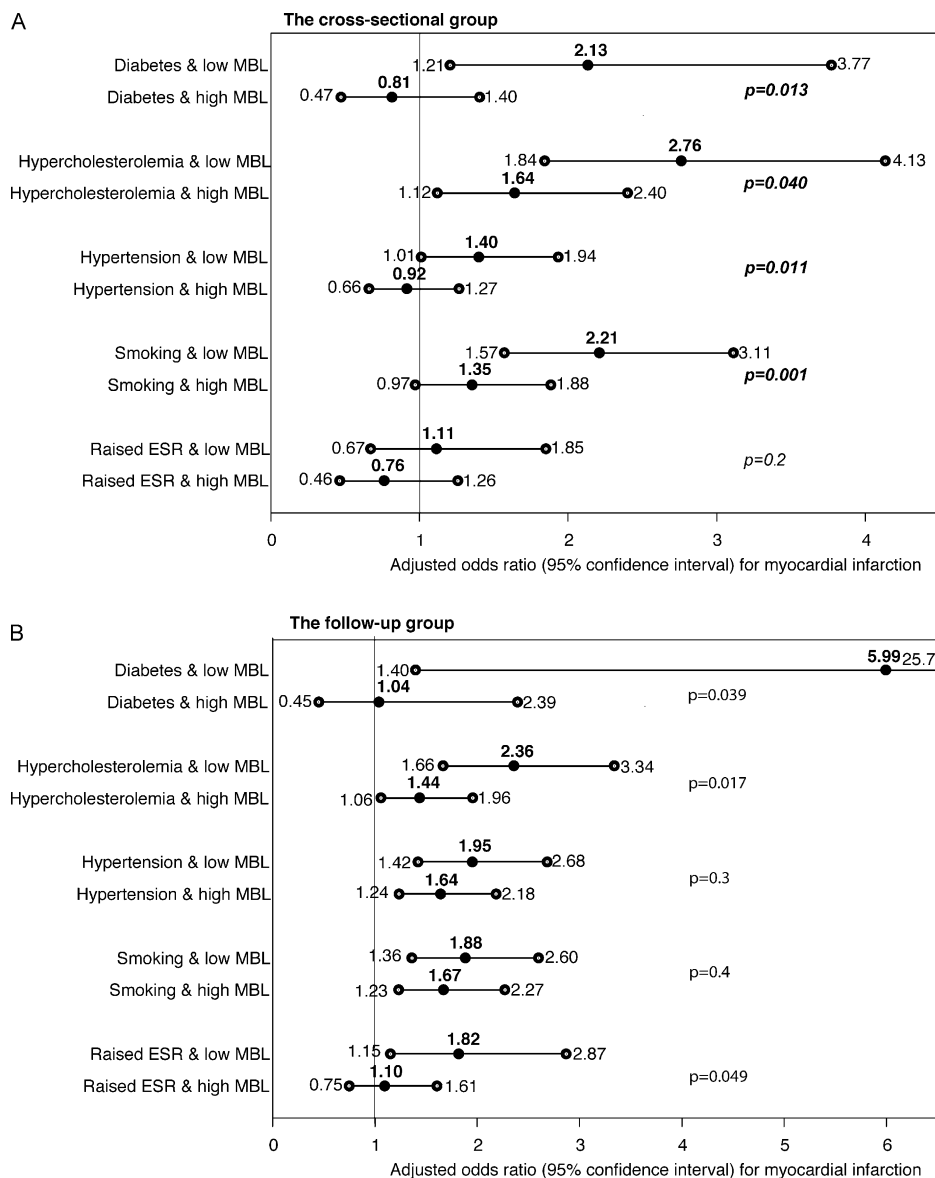 A
The cross-sectional group
2.13
Diabetes & low MBL 1.21 3.77
0.81
Diabetes & high MBL 0.47 1.40
p=0.013
2.76
Hypercholesterolemia & low MBL 1.84 4.13
1.64
Hypercholesterolemia & high MBL 1.12 2.40
p=0.040
1.40
Hypertension & low MBL 1.01 1.94
0.92
Hypertension & high MBL 0.66 1.27
p=0.011
2.21
Smoking & low MBL 1.57 3.11
1.35
Smoking & high MBL 0.97 1.88
p=0.001
1.11
Raised ESR & low MBL 0.67 1.85
0.76
Raised ESR & high MBL 0.46 1.26
p=0.2
0 1 2 3 4
Adjusted odds ratio (95% confidence interval) for myocardial infarction
B
The follow-up group
Diabetes & low MBL 1.40 5.99 25.7
1.04
Diabetes & high MBL 0.45 2.39
p=0.039
2.36
Hypercholesterolemia & low MBL 1.66 3.34
1.44
Hypercholesterolemia & high MBL 1.06 1.96
p=0.017
1.95
Hypertension & low MBL 1.42 2.68
1.64
Hypertension & high MBL 1.24 2.18
p=0.3
1.88
Smoking & low MBL 1.36 2.60
1.67
Smoking & high MBL 1.23 2.27
p=0.4
1.82
Raised ESR & low MBL 1.15 2.87
1.10
Raised ESR & high MBL 0.75 1.61
p=0.049
0 1 2 3 4 5 6
Adjusted odds ratio (95% confidence interval) for myocardial infarction